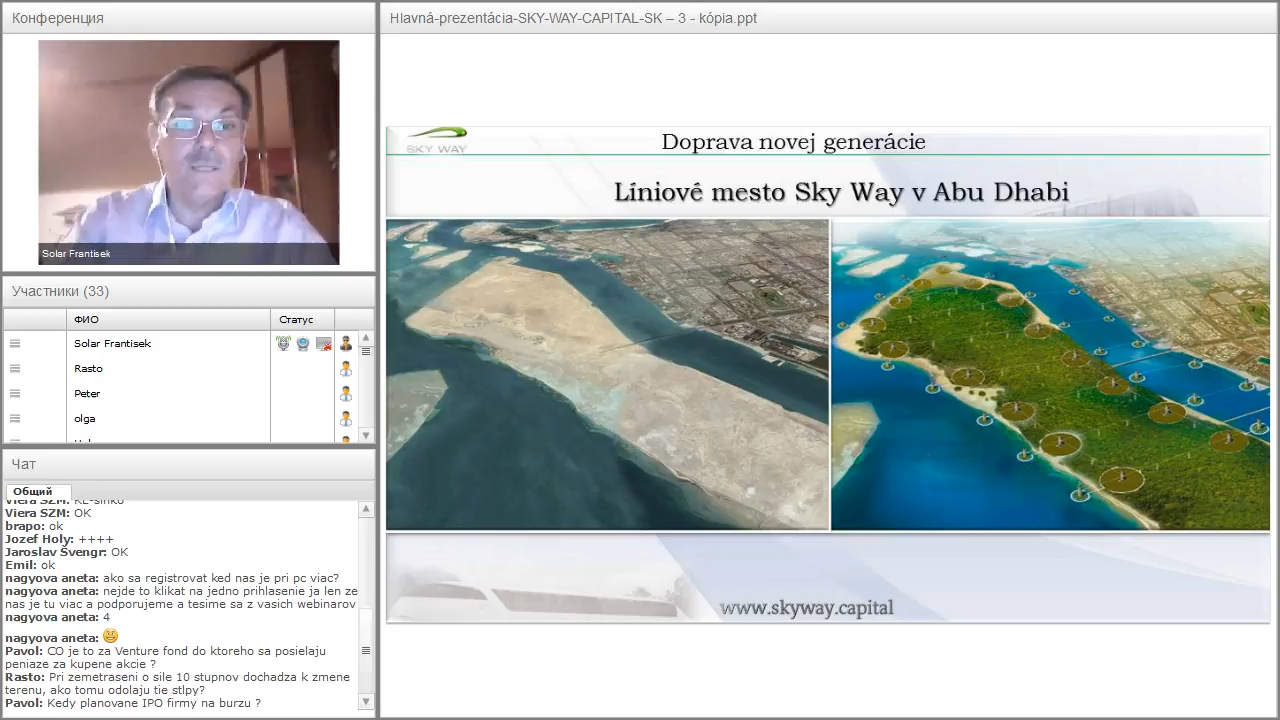 Конференция
Solar Frantisek
Участники (33)
ФИО
Статус
Solar Frantisek
Rasto
Peter
olga
Чат
Общий
Viera SZM:
Viera SZM: OK
brapo: ok
Jozef Holy: ++++
Jaroslav Švengr: OK
Emil: ok
nagyova aneta: ako sa registrovat ked nas je pri pc viac?
nagyova aneta: nejde to klikat na jedno prihlasenie ja len ze
nas je tu viac a podporujeme a tesime sa z vasich webinarov
nagyova aneta: 4
nagyova aneta:
Pavol: CO je to za Venture fond do ktoreho sa posielaju
peniaze za kupene akcie ?
Rasto: Pri zemetraseni o sile 10 stupnov dochadza k zmene
terenu, ako tomu odolaju tie stlpy?
Pavol: Kedy planovane IPO firmy na burzu ?
Hlavná-prezentácia-SKY-WAY-CAPITAL-SK – 3 - kópia.ppt
SKY WAY
Doprava novej generácie
Líniové mesto Sky Way v Abu Dhabi
www.skyway.capital